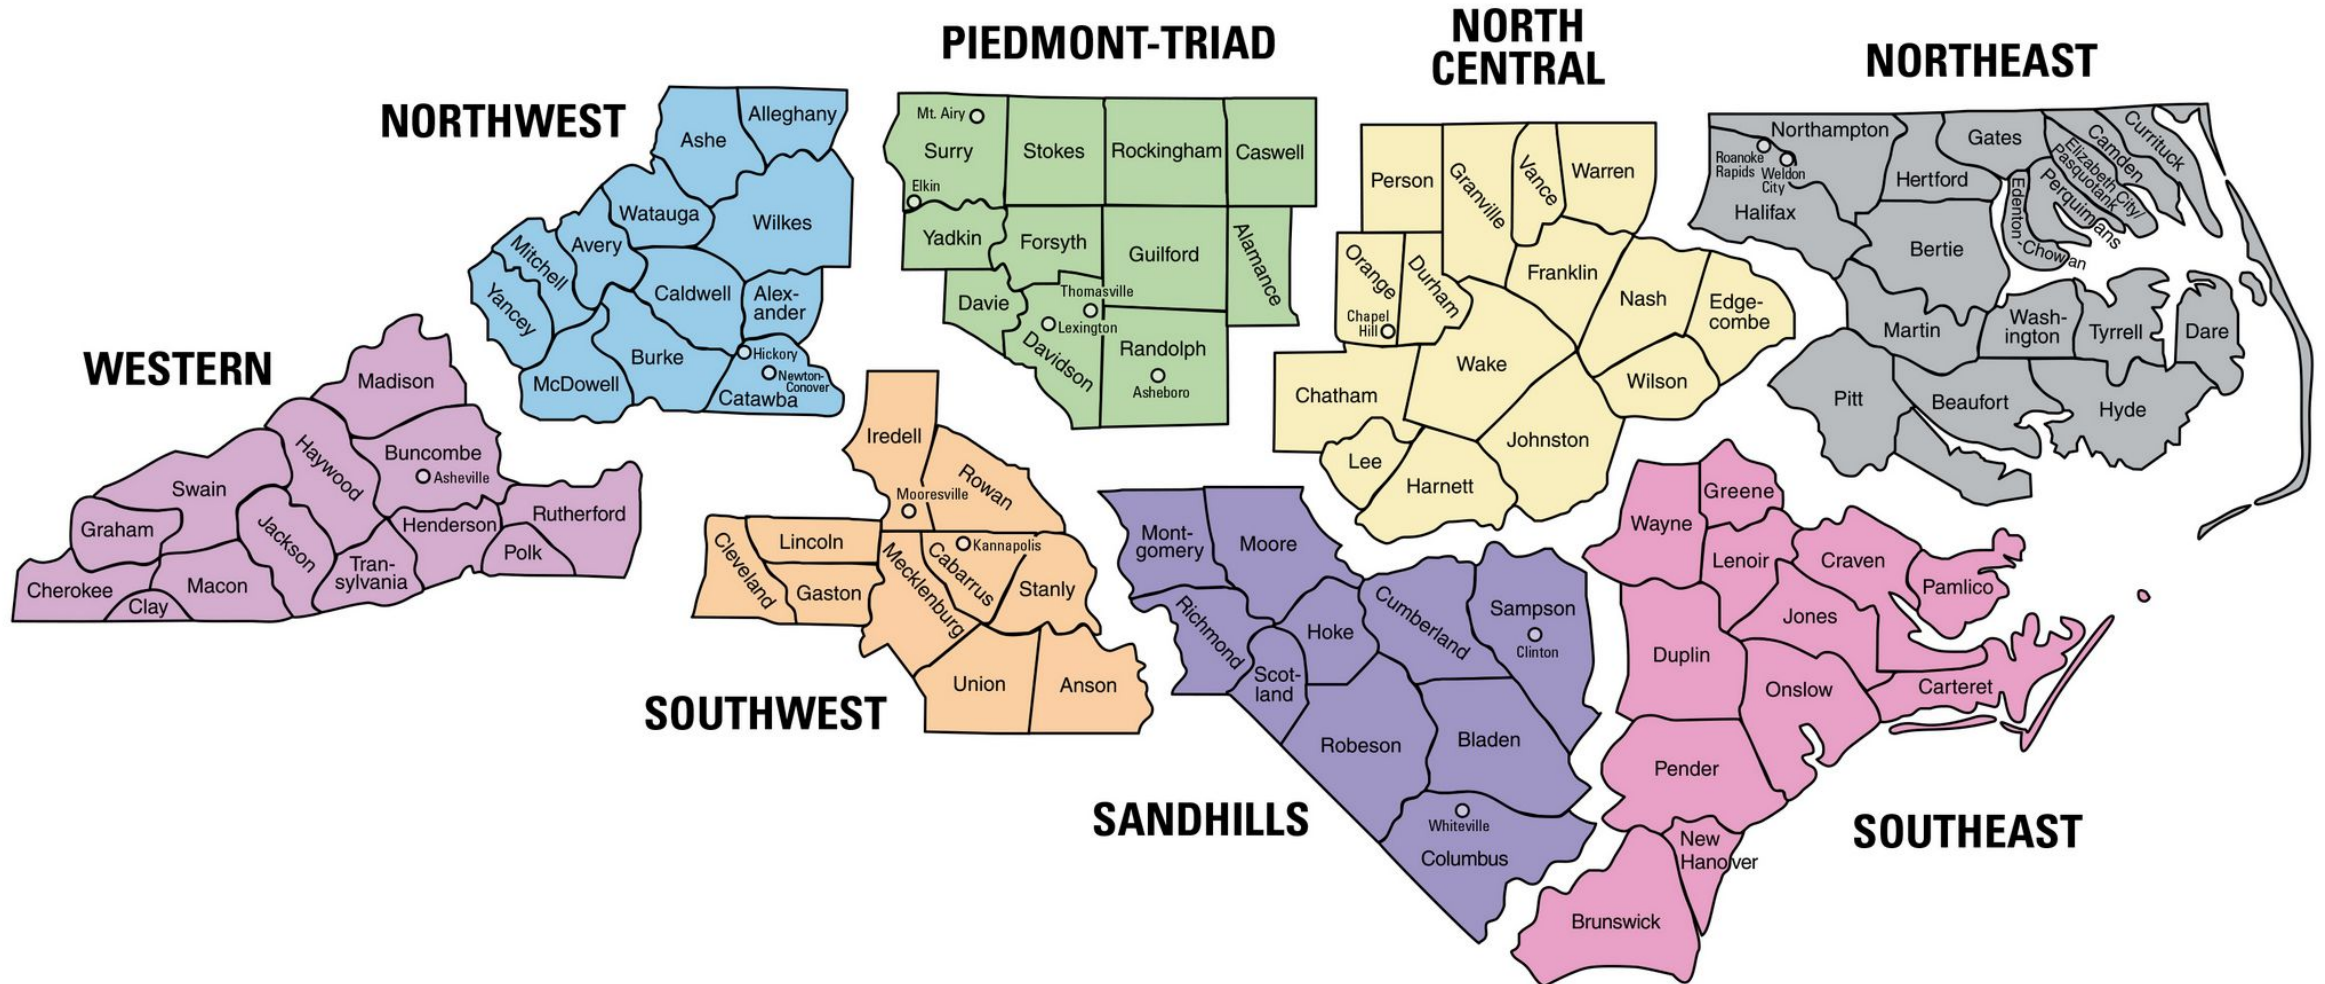 WESTERN
Madison
Buncombe
Asheville
Haywood
Swain
Graham
Jackson
Henderson
Rutherford
Polk
Tran-
sylvania
Macon
Cherokee
Clay
NORTHWEST
Alleghany
Ashe
Watauga
Wilkes
Avery
Mitchell
Yancey
Caldwell
Alex-
ander
Burke
McDowell
Hickory
Newton-
Conover
Catawba
PIEDMONT-TRIAD
Mt. Airy
Surry
Elkin
Stokes
Rockingham
Caswell
Yadkin
Forsyth
Guilford
Alamance
Davie
Thomasville
Lexington
Davidson
Randolph
Asheboro
SOUTHWEST
Iredell
Rowan
Mooresville
Cleveland
Lincoln
Gaston
Mecklenburg
Cabarrus
Kannapolis
Stanly
Union
Anson
NORTH
CENTRAL
Person
Granville
Vance
Warren
Orange
Durham
Chapel
Hill
Franklin
Nash
Edge-
combe
Wake
Wilson
Chatham
Lee
Harnett
Johnston
SANDHILLS
Mont-
gomery
Moore
Richmond
Scot-
land
Hoke
Cumberland
Sampson
Clinton
Robeson
Bladen
Whiteville
Columbus
NORTHEAST
Northampton
Roanoke
Rapids
Weldon
City
Halifax
Hertford
Gates
Bertie
Currituck
Camden
Elizabeth City/
Pasquotank
Perquimans
Edenton-Chowan
Martin
Wash-
ington
Tyrrell
Dare
Pitt
Beaufort
Hyde
SOUTHEAST
Wayne
Greene
Lenoir
Craven
Pamlico
Jones
Duplin
Onslow
Carteret
Pender
New
Hanover
Brunswick